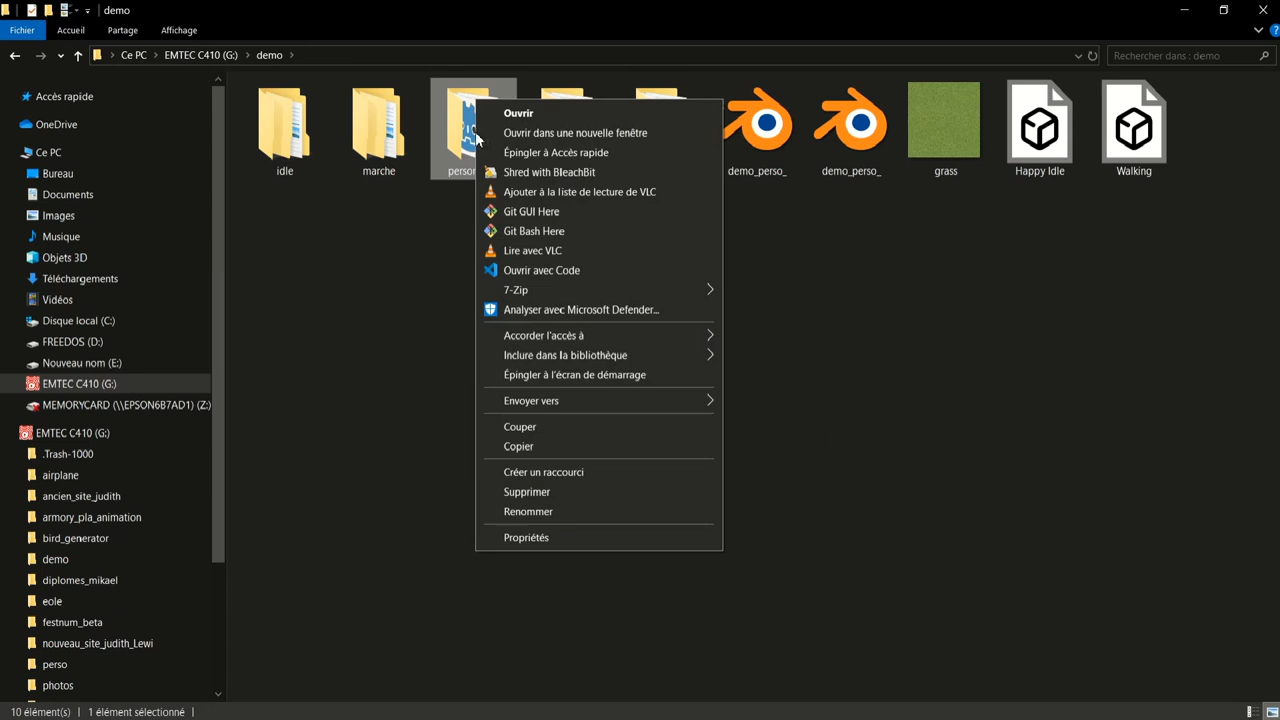 demo
Fichier Accueil Partage Affichage
Ce PC EMTEC C410 (G:) demo
Rechercher dans : demo
Accès rapide
OneDrive
Ce PC
Bureau
Documents
Images
Musique
Objets 3D
Téléchargements
Vidéos
Disque local (C:)
FREEDOS (D:)
Nouveau nom (E:)
EMTEC C410 (G:)
MEMORYCARD (\\EPSON6B7AD1) (Z:)
EMTEC C410 (G:)
.Trash-1000
airplane
ancien_site_judith
armory_pla_animation
bird_generator
demo
diplomes_mikael
eole
festnum_beta
nouveau_site_judith_Lewi
perso
photos
idle marche demo_perso_ demo_perso_ grass Happy Idle Walking
Ouvrir
Ouvrir dans une nouvelle fenêtre
Épingler à Accès rapide
Shred with BleachBit
Ajouter à la liste de lecture de VLC
Git GUI Here
Git Bash Here
Lire avec VLC
Ouvrir avec Code
7-Zip
Analyser avec Microsoft Defender...
Accorder l'accès à
Inclure dans la bibliothèque
Épingler à l'écran de démarrage
Envoyer vers
Couper
Copier
Créer un raccourci
Supprimer
Renommer
Propriétés
10 élément(s) 1 élément sélectionné